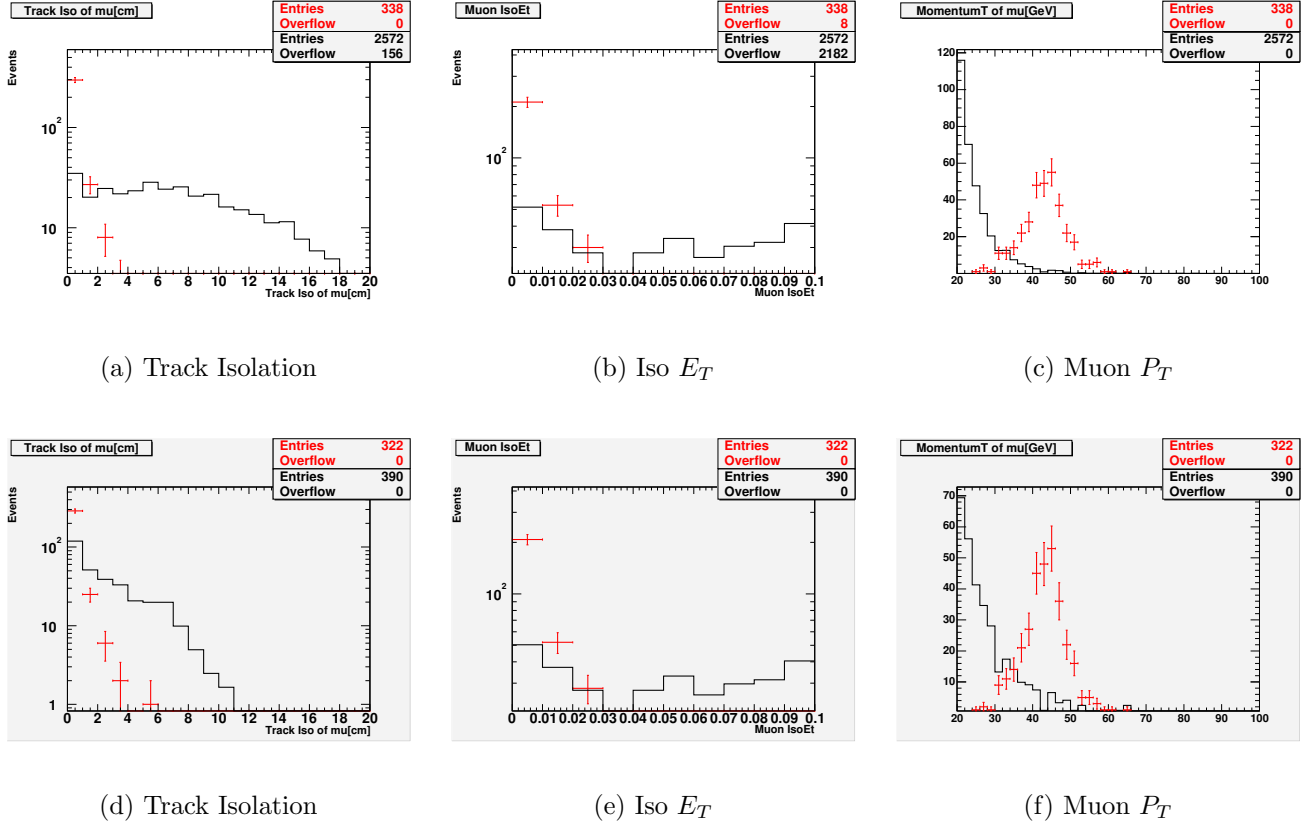 Track Iso of mu[cm]
Entries 338
Overflow 0
Entries 2572
Overflow 156
Events
10²
10
0 2 4 6 8 10 12 14 16 18 20
Track Iso of mu[cm]
(a) Track Isolation
Muon IsoEt
Entries 338
Overflow 8
Entries 2572
Overflow 2182
Events
10²
0 0.01 0.02 0.03 0.04 0.05 0.06 0.07 0.08 0.09 0.1
Muon IsoEt
(b) Iso E_T
MomentumT of mu[GeV]
Entries 338
Overflow 0
Entries 2572
Overflow 0
120
100
80
60
40
20
20 30 40 50 60 70 80 90 100
(c) Muon P_T
Track Iso of mu[cm]
Entries 322
Overflow 0
Entries 390
Overflow 0
Events
10²
10
1
0 2 4 6 8 10 12 14 16 18 20
Track Iso of mu[cm]
(d) Track Isolation
Muon IsoEt
Entries 322
Overflow 0
Entries 390
Overflow 0
Events
10²
0 0.01 0.02 0.03 0.04 0.05 0.06 0.07 0.08 0.09 0.1
Muon IsoEt
(e) Iso E_T
MomentumT of mu[GeV]
Entries 322
Overflow 0
Entries 390
Overflow 0
70
60
50
40
30
20
10
20 30 40 50 60 70 80 90 100
(f) Muon P_T